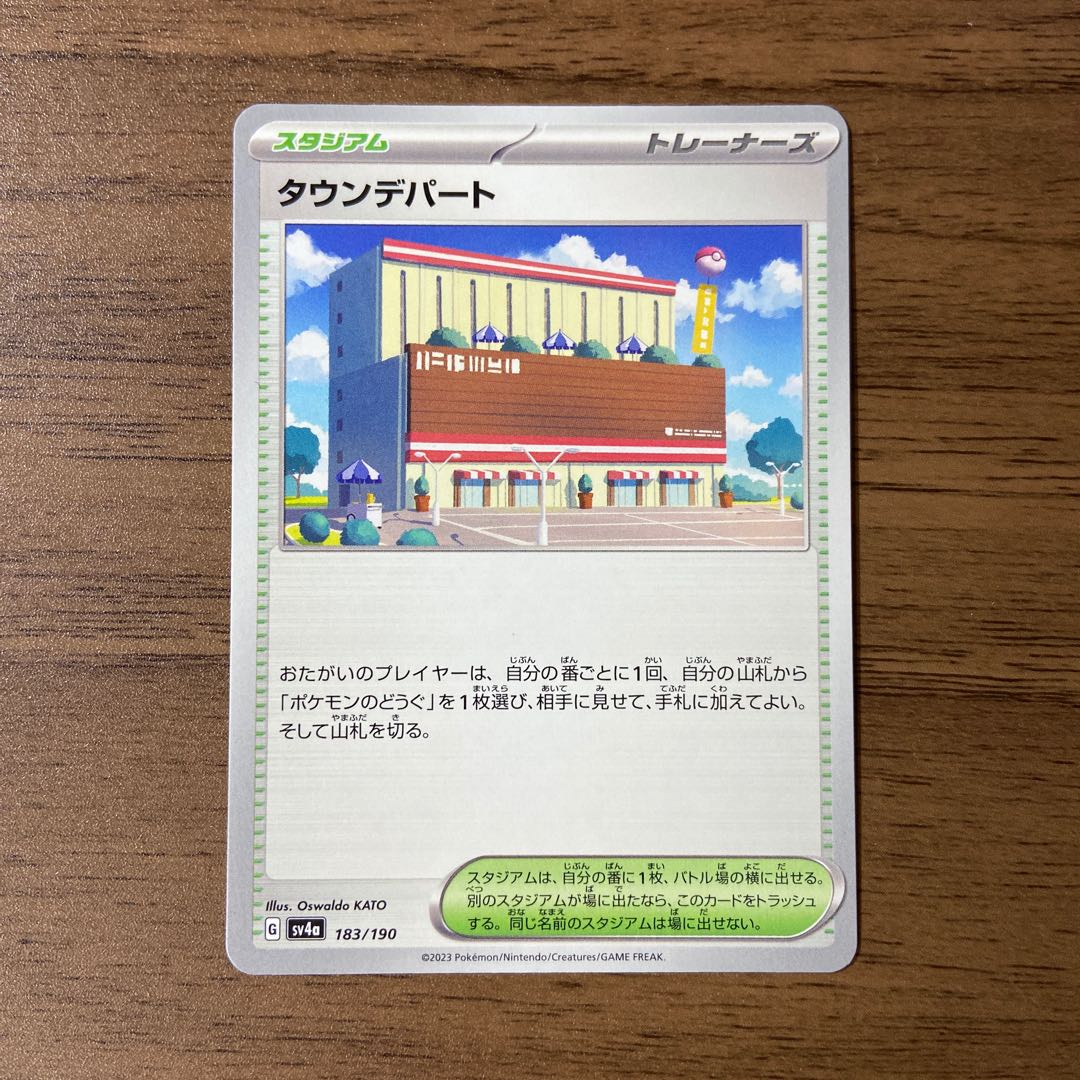 スタジアム トレーナーズ
タウンデパート
おたがいのプレイヤーは、自分の番ごとに1回、自分の山札から
「ポケモンのどうぐ」を1枚選び、相手に見せて、手札に加えてよい。
そして山札を切る。
スタジアムは、自分の番に1枚、バトル場の横に出せる。
別のスタジアムが場に出たなら、このカードをトラッシュ
する。同じ名前のスタジアムは場に出せない。
Illus. Oswaldo KATO
G sv4a 183/190
©2023 Pokémon/Nintendo/Creatures/GAME FREAK.